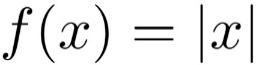 f(x) = |x|